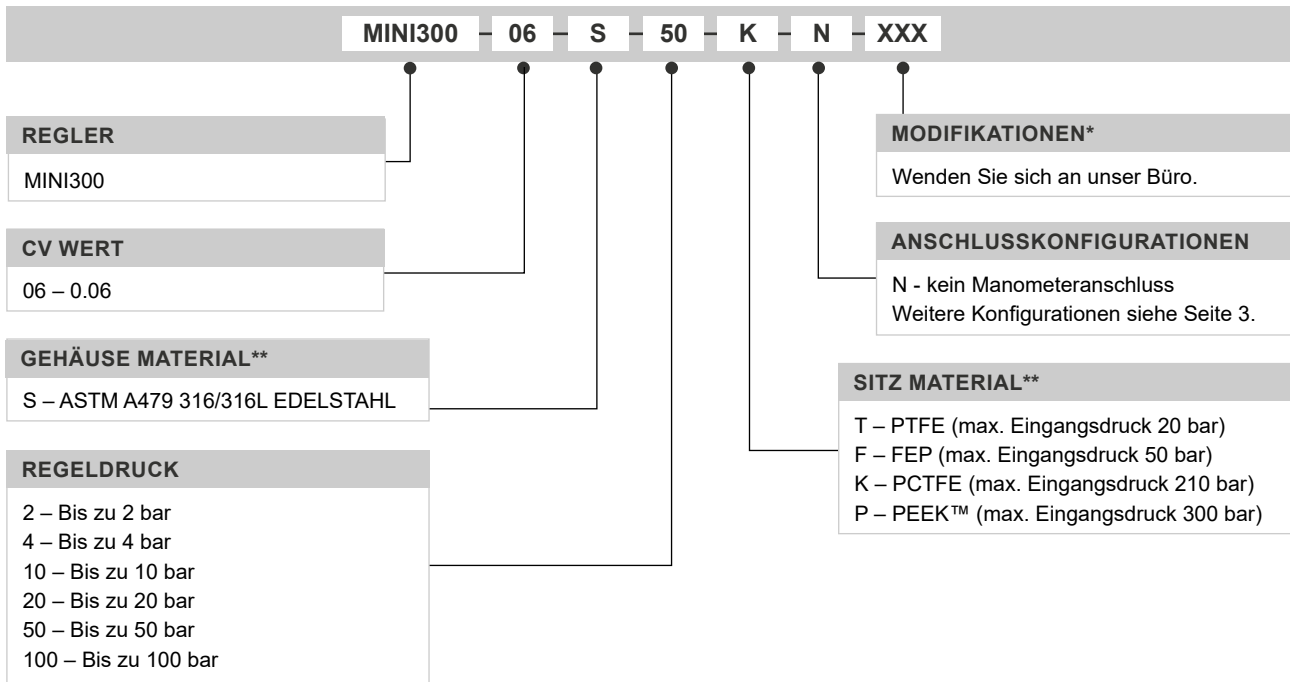 MINI300 – 06 – S – 50 – K – N – XXX
REGLER
MINI300
CV WERT
06 – 0.06
GEHÄUSE MATERIAL**
S – ASTM A479 316/316L EDELSTAHL
REGELDRUCK
2 – Bis zu 2 bar
4 – Bis zu 4 bar
10 – Bis zu 10 bar
20 – Bis zu 20 bar
50 – Bis zu 50 bar
100 – Bis zu 100 bar
MODIFIKATIONEN*
Wenden Sie sich an unser Büro.
ANSCHLUSSKONFIGURATIONEN
N - kein Manometeranschluss
Weitere Konfigurationen siehe Seite 3.
SITZ MATERIAL**
T – PTFE (max. Eingangsdruck 20 bar)
F – FEP (max. Eingangsdruck 50 bar)
K – PCTFE (max. Eingangsdruck 210 bar)
P – PEEK™ (max. Eingangsdruck 300 bar)